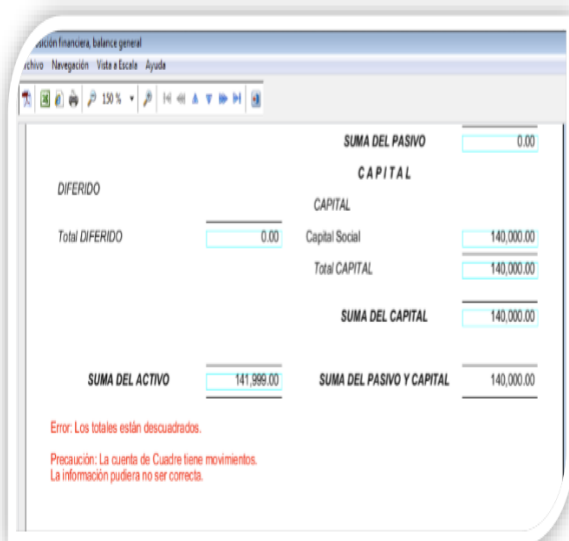 posición financiera, balance general
Archivo Navegación Vista a Escala Ayuda
150 %
SUMA DEL PASIVO 0.00
CAPITAL
DIFERIDO
CAPITAL
Total DIFERIDO 0.00 Capital Social 140,000.00
Total CAPITAL 140,000.00
SUMA DEL CAPITAL 140,000.00
SUMA DEL ACTIVO 141,999.00 SUMA DEL PASIVO Y CAPITAL 140,000.00
Error: Los totales están descuadrados.
Precaución: La cuenta de Cuadre tiene movimientos.
La información pudiera no ser correcta.